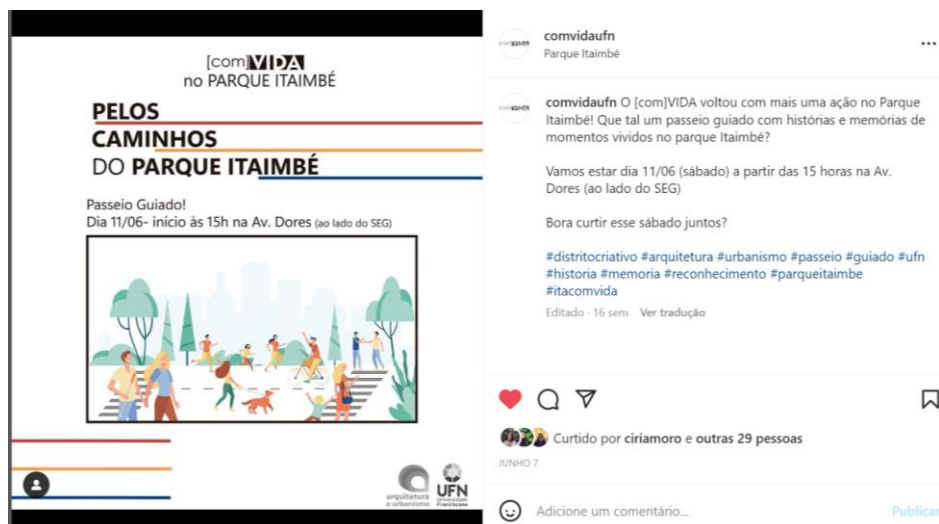 [com]VIDA
no PARQUE ITAIMBÉ
PELOS
CAMINHOS
DO PARQUE ITAIMBÉ
Passeio Guiado!
Dia 11/06- início às 15h na Av. Dores (ao lado do SEG)
arquitetura
e urbanismo
UFN
Universidade
Franciscana
comvidaufn
Parque Itaimbé
comvidaufn O [com]VIDA voltou com mais uma ação no Parque
Itaimbé! Que tal um passeio guiado com histórias e memórias de
momentos vividos no parque Itaimbé?
Vamos estar dia 11/06 (sábado) a partir das 15 horas na Av.
Dores (ao lado do SEG)
Bora curtir esse sábado juntos?
#distritocriativo #arquitetura #urbanismo #passeio #guiado #ufn
#historia #memoria #reconhecimento #parqueitaimbe
#itacomvida
Editado · 16 sem Ver tradução
Curtido por ciriamoro e outras 29 pessoas
JUNHO 7
Adicione um comentário...
Publicar